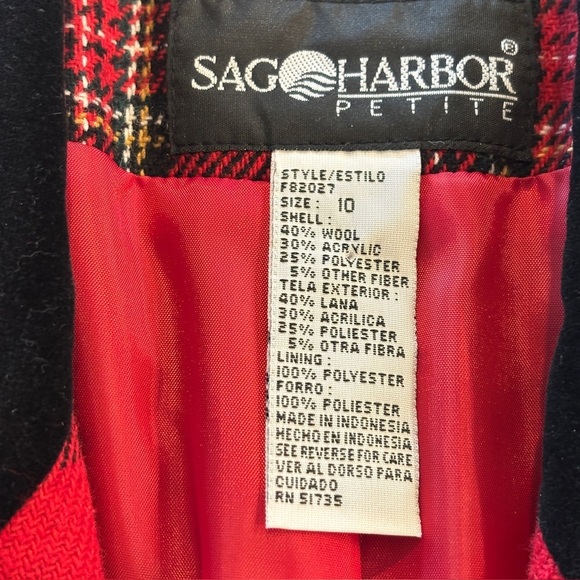 SAG HARBOR®
PETITE
STYLE/ESTILO
F82027
SIZE: 10
SHELL:
40% WOOL
30% ACRYLIC
25% POLYESTER
5% OTHER FIBER
TELA EXTERIOR:
40% LANA
30% ACRILICA
25% POLIESTER
5% OTRA FIBRA
LINING:
100% POLYESTER
FORRO:
100% POLIESTER
MADE IN INDONESIA
HECHO EN INDONESIA
SEE REVERSE FOR CARE
VER AL DORSO PARA
CUIDADO
RN 51735